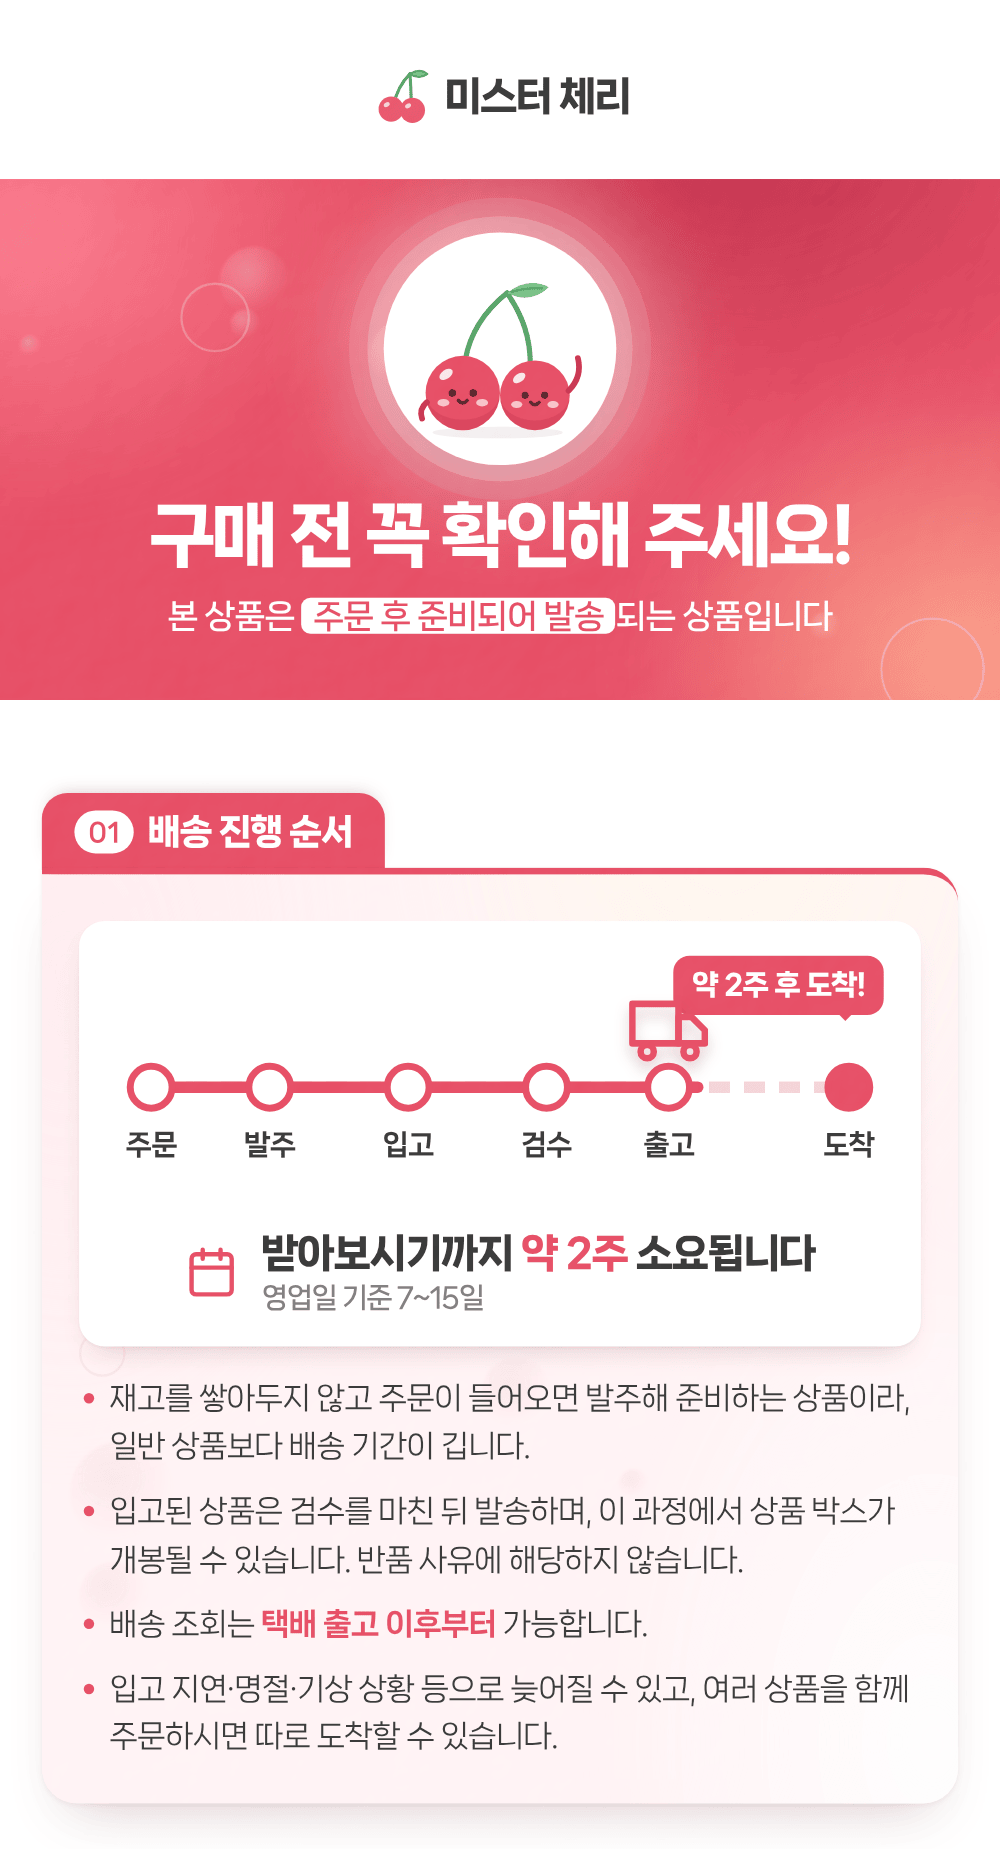 미스터 체리
구매 전 꼭 확인해 주세요!
본 상품은 주문 후 준비되어 발송 되는 상품입니다
01 배송 진행 순서
약 2주 후 도착!
주문 발주 입고 검수 출고 도착
받아보시기까지 약 2주 소요됩니다
영업일 기준 7~15일
• 재고를 쌓아두지 않고 주문이 들어오면 발주해 준비하는 상품이라,
일반 상품보다 배송 기간이 깁니다.
• 입고된 상품은 검수를 마친 뒤 발송하며, 이 과정에서 상품 박스가
개봉될 수 있습니다. 반품 사유에 해당하지 않습니다.
• 배송 조회는 택배 출고 이후부터 가능합니다.
• 입고 지연·명절·기상 상황 등으로 늦어질 수 있고, 여러 상품을 함께
주문하시면 따로 도착할 수 있습니다.